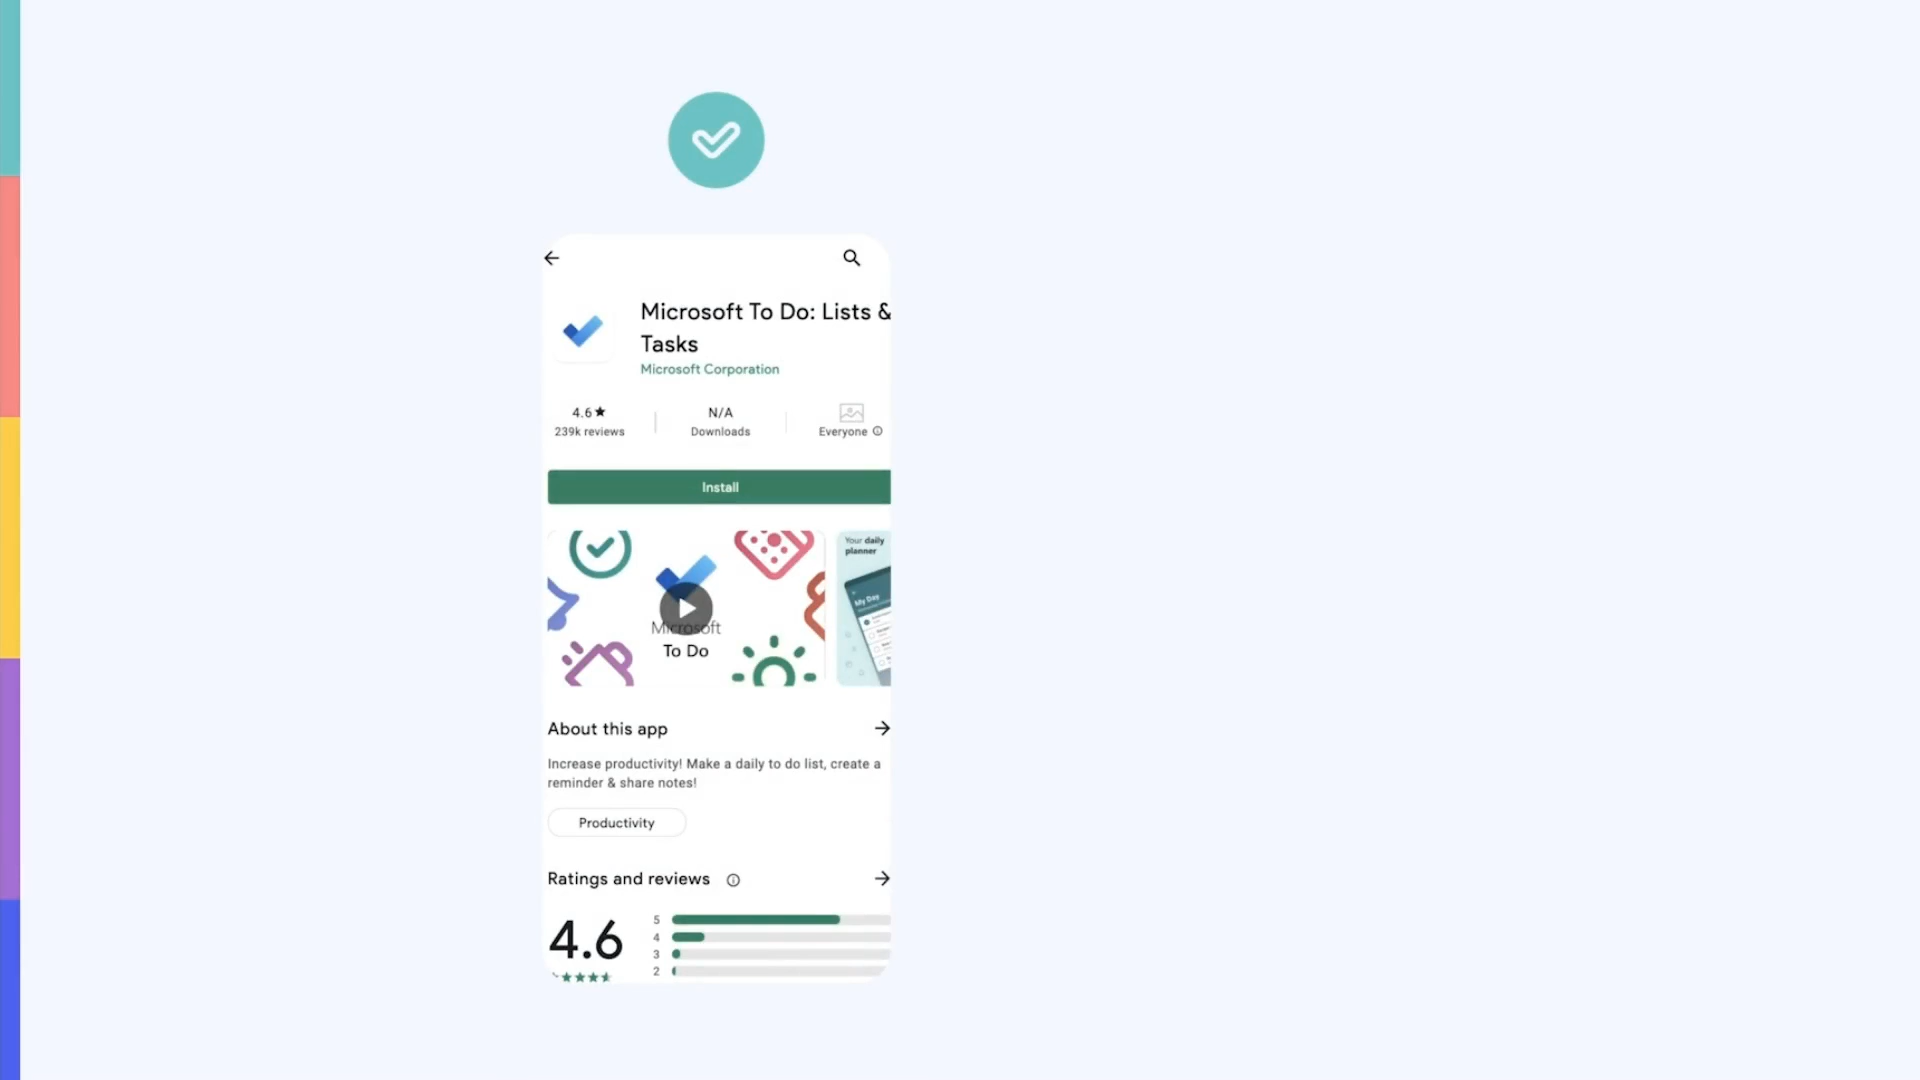 Microsoft To Do: Lists &
Tasks
Microsoft Corporation
4.6★
239k reviews
N/A
Downloads
Everyone
Install
Microsoft
To Do
Your daily
planner
My Day
About this app
Increase productivity! Make a daily to do list, create a
reminder & share notes!
Productivity
Ratings and reviews
4.6
5
4
3
2